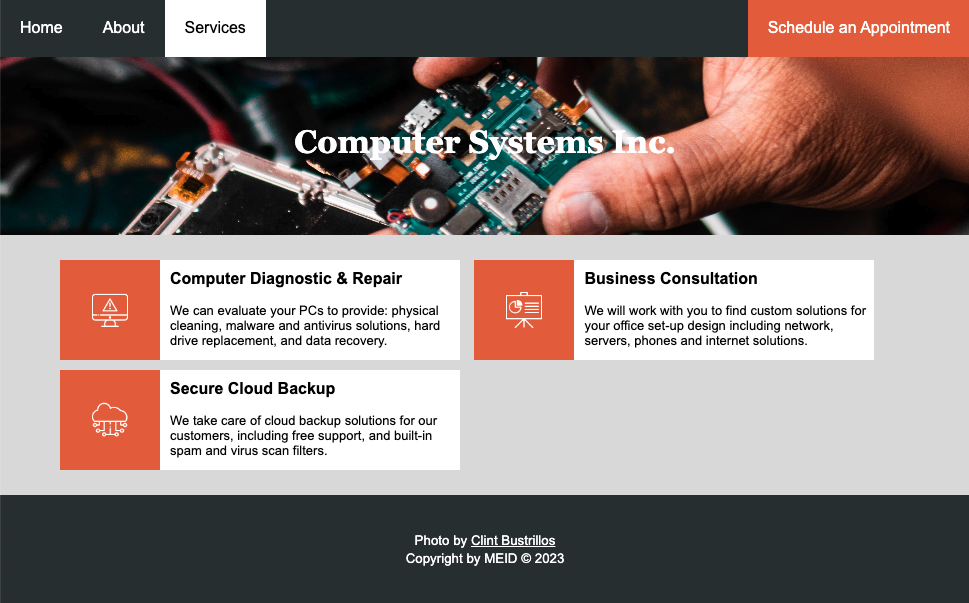 Home About Services Schedule an Appointment
Computer Systems Inc.
Computer Diagnostic & Repair
We can evaluate your PCs to provide: physical
cleaning, malware and antivirus solutions, hard
drive replacement, and data recovery.
Business Consultation
We will work with you to find custom solutions for
your office set-up design including network,
servers, phones and internet solutions.
Secure Cloud Backup
We take care of cloud backup solutions for our
customers, including free support, and built-in
spam and virus scan filters.
Photo by Clint Bustrillos
Copyright by MEID © 2023